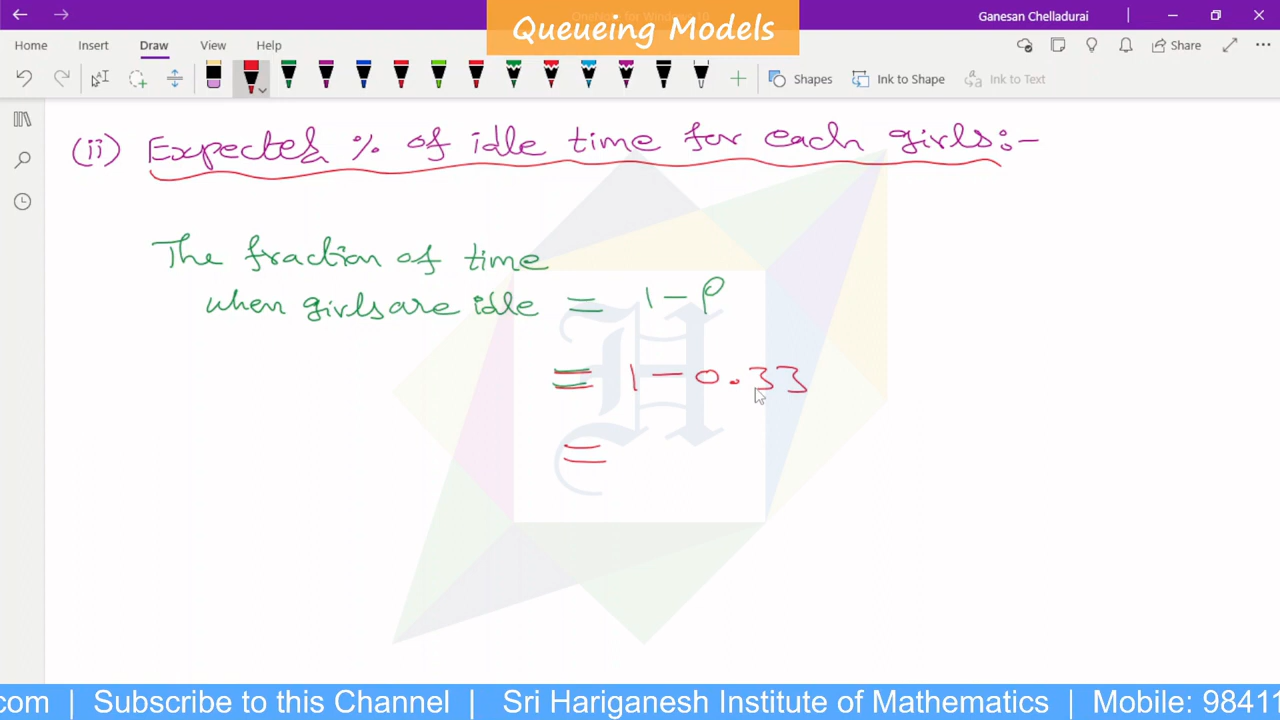 Queueing Models
Ganesan Chelladurai
Home Insert Draw View Help
Share
Shapes Ink to Shape Ink to Text
(ii) Expected % of idle time for each girls:-
The fraction of time
when girls are idle = 1 - ρ
= 1 - 0.33
=
com | Subscribe to this Channel | Sri Hariganesh Institute of Mathematics | Mobile: 98411